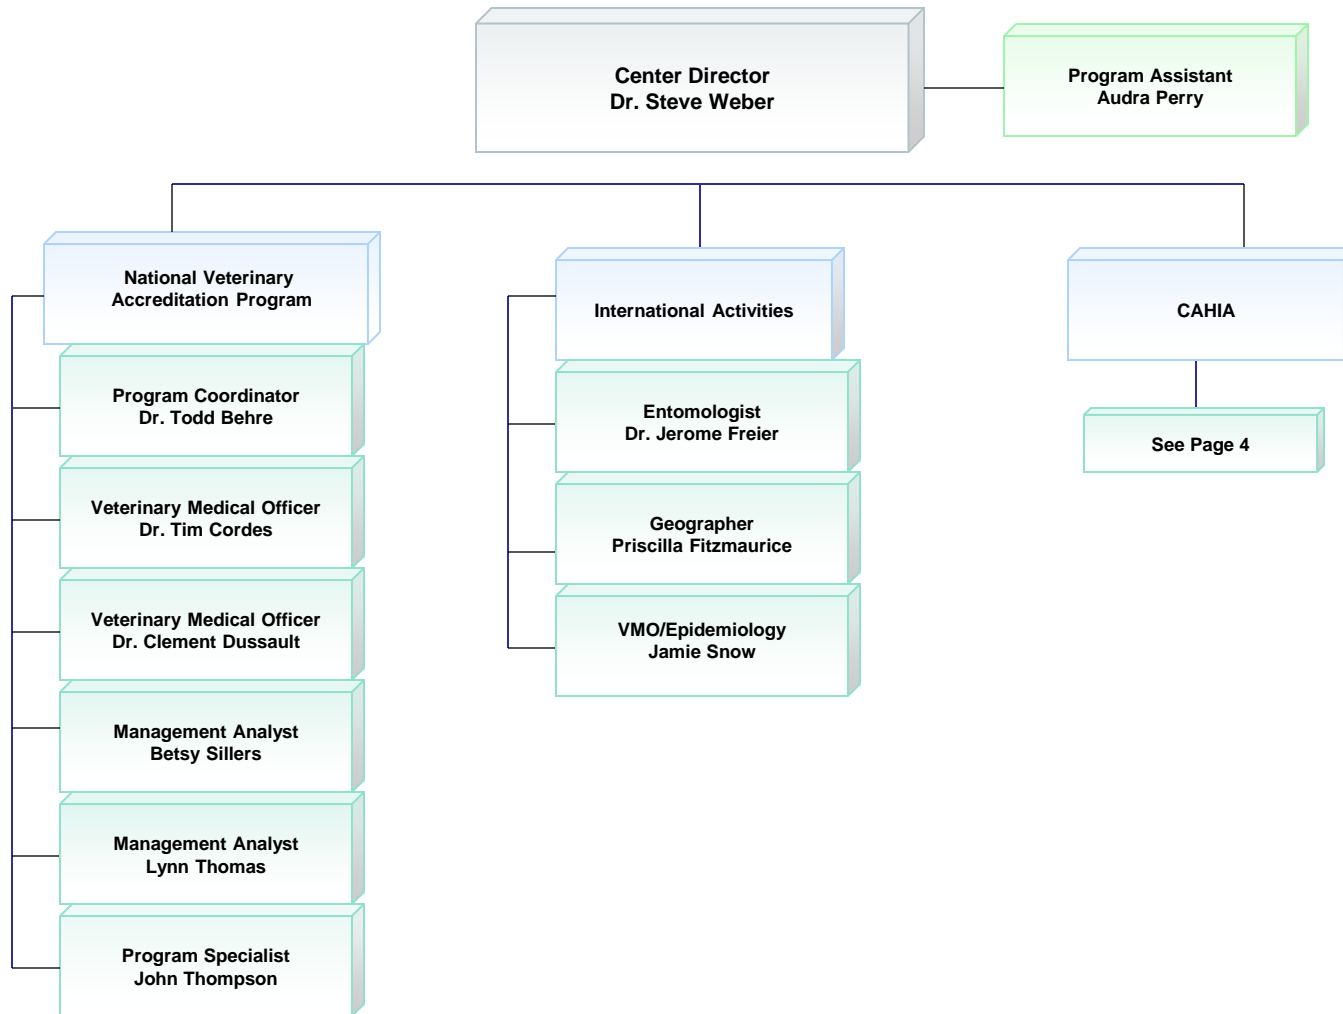 Center Director
Dr. Steve Weber
Program Assistant
Audra Perry
National Veterinary
Accreditation Program
Program Coordinator
Dr. Todd Behre
Veterinary Medical Officer
Dr. Tim Cordes
Veterinary Medical Officer
Dr. Clement Dussault
Management Analyst
Betsy Sillers
Management Analyst
Lynn Thomas
Program Specialist
John Thompson
International Activities
Entomologist
Dr. Jerome Freier
Geographer
Priscilla Fitzmaurice
VMO/Epidemiology
Jamie Snow
CAHIA
See Page 4